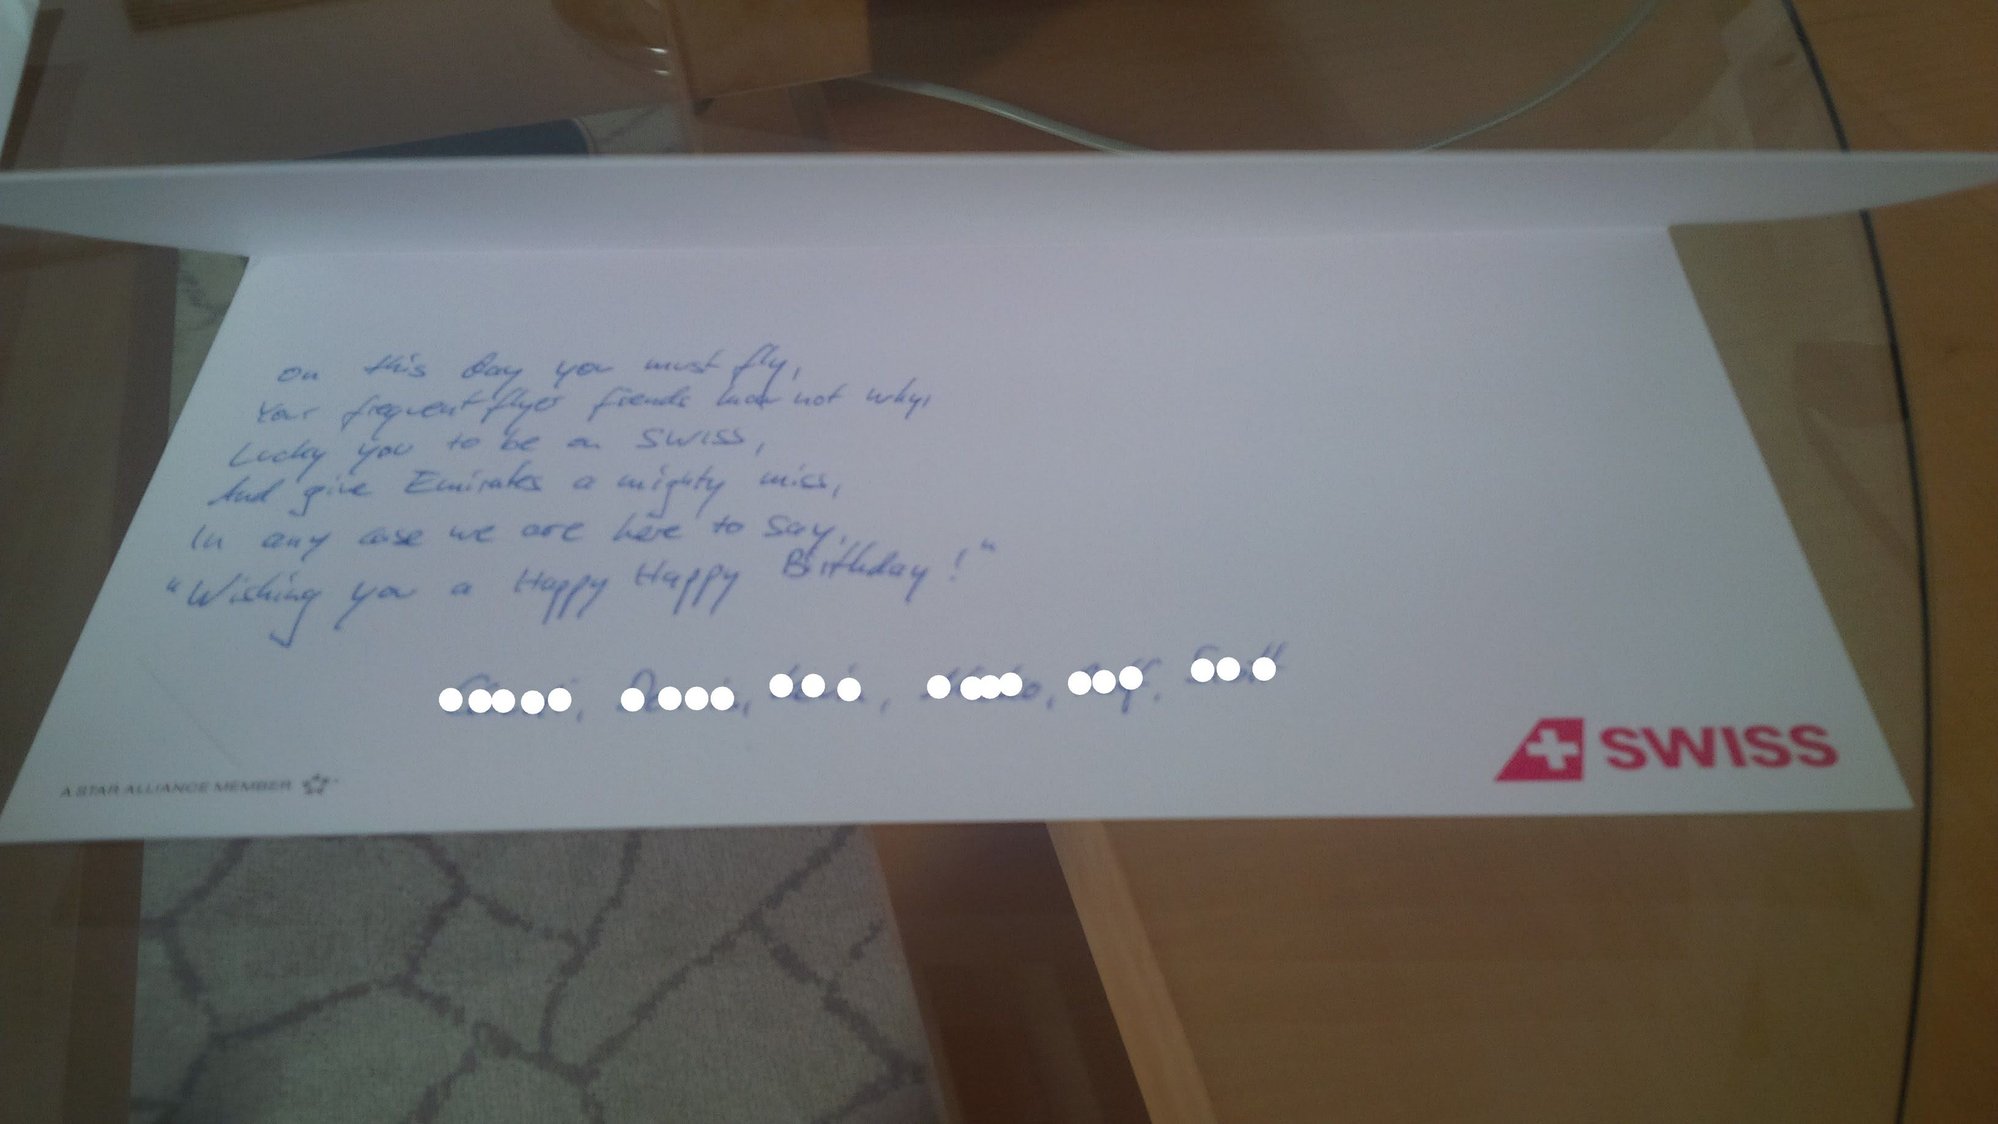 On this day you must fly,
Your frequent flyer friends know not why,
Lucky you to be on SWISS,
And give Emirates a mighty miss,
In any case we are here to say,
"Wishing you a Happy Happy Birthday!"
A STAR ALLIANCE MEMBER
SWISS